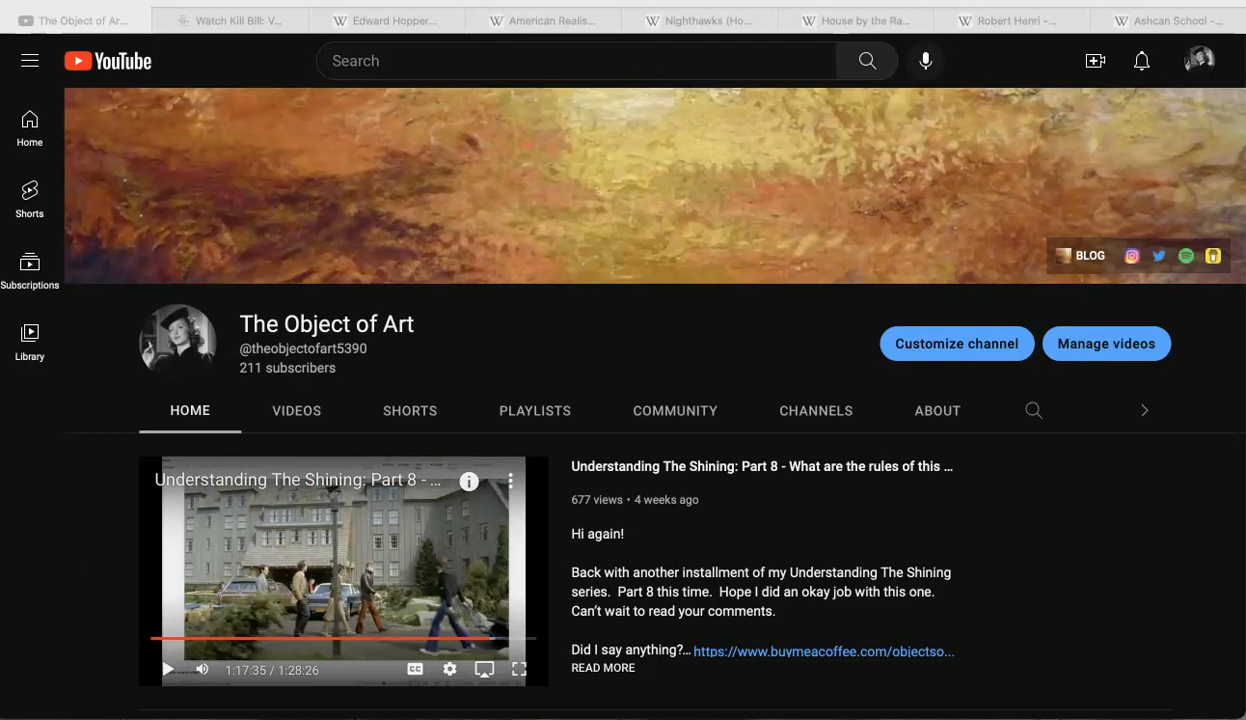 The Object of Ar...
Watch Kill Bill: V...
Edward Hopper...
American Realis...
Nighthawks (Ho...
House by the Ra...
Robert Henri -...
Ashcan School -...
YouTube
Search
Home
Shorts
Subscriptions
Library
BLOG
The Object of Art
@theobjectofart5390
211 subscribers
Customize channel
Manage videos
HOME VIDEOS SHORTS PLAYLISTS COMMUNITY CHANNELS ABOUT
Understanding The Shining: Part 8 - ...
1:17:35 / 1:28:26
CC
Understanding The Shining: Part 8 - What are the rules of this ...
677 views • 4 weeks ago
Hi again!
Back with another installment of my Understanding The Shining
series.  Part 8 this time.  Hope I did an okay job with this one.
Can't wait to read your comments.
Did I say anything?... https://www.buymeacoffee.com/objectso...
READ MORE